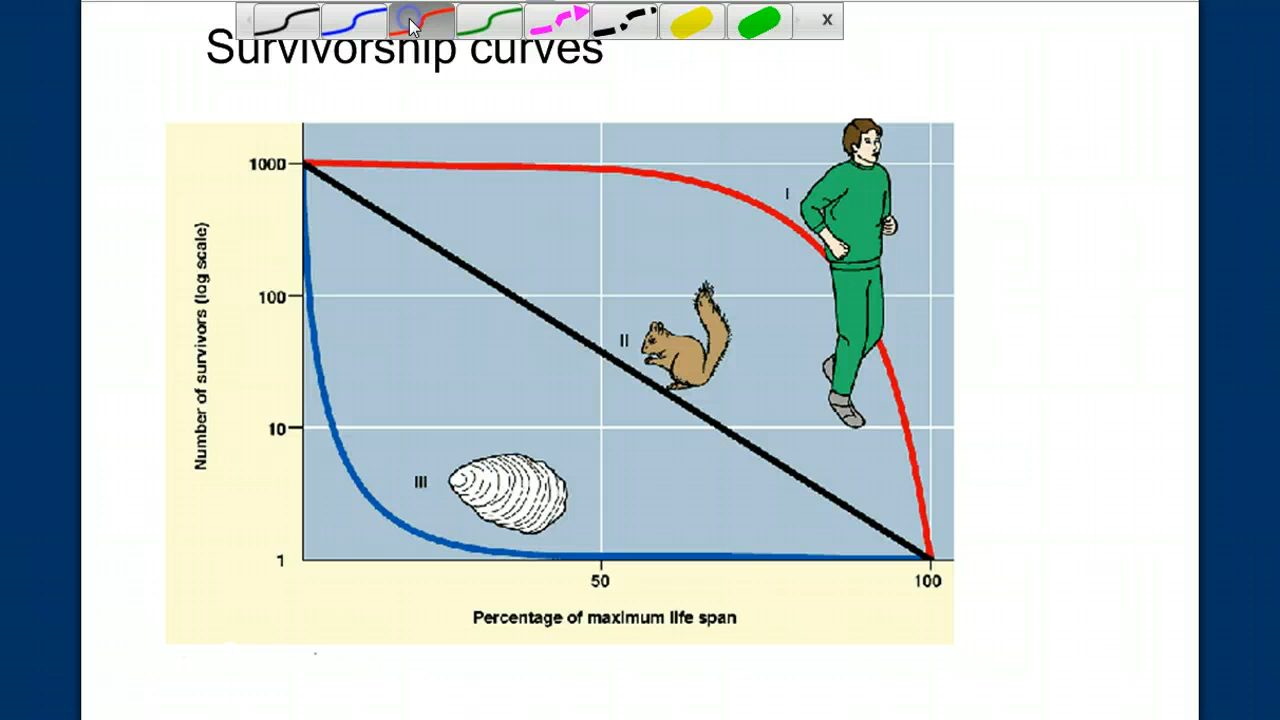 x
Survivorship curves
1000
100
10
1
Number of survivors (log scale)
I
II
III
50
100
Percentage of maximum life span